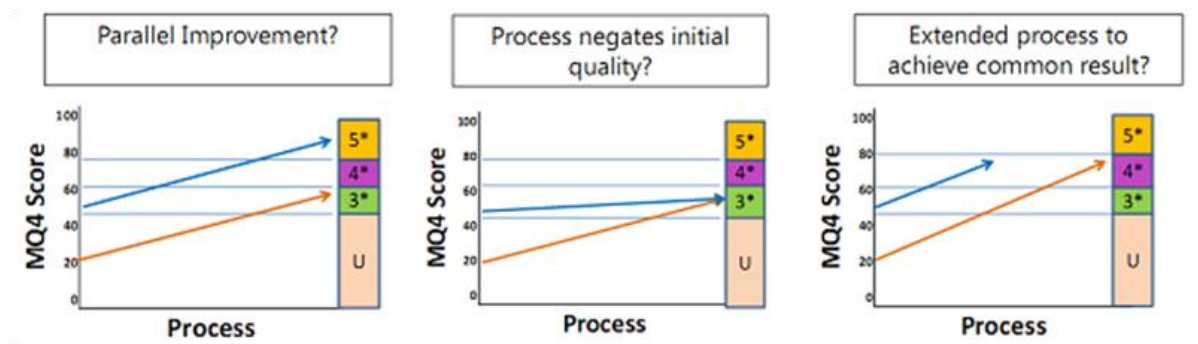 Parallel Improvement?
100
80
60
40
20
0
MQ4 Score
5*
4*
3*
U
Process
Process negates initial
quality?
100
80
60
40
20
0
MQ4 Score
5*
4*
3*
U
Process
Extended process to
achieve common result?
100
80
60
40
20
0
MQ4 Score
5*
4*
3*
U
Process